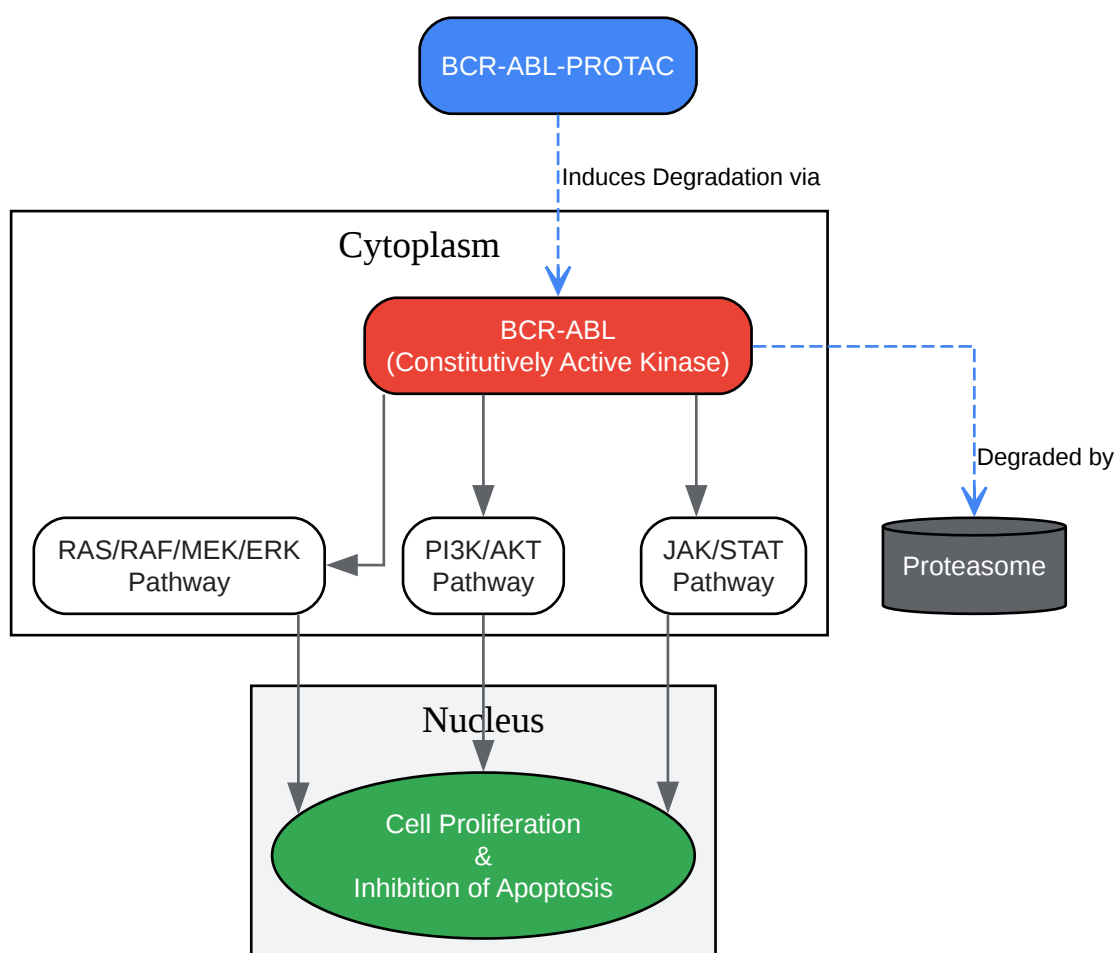 BCR-ABL-PROTAC
Induces Degradation via
Cytoplasm
BCR-ABL
(Constitutively Active Kinase)
Degraded by
RAS/RAF/MEK/ERK
Pathway
PI3K/AKT
Pathway
JAK/STAT
Pathway
Proteasome
Nucleus
Cell Proliferation
&
Inhibition of Apoptosis